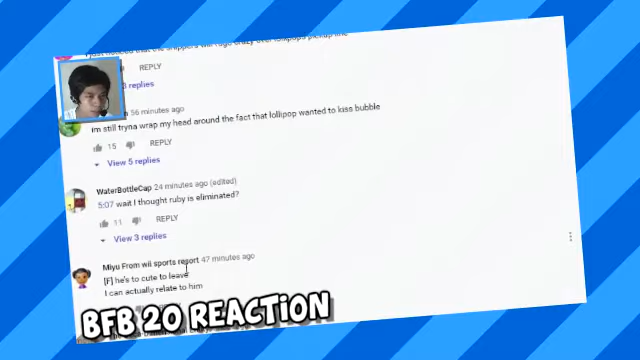 REPLY
replies
56 minutes ago
im still tryna wrap my head around the fact that lollipop wanted to kiss bubble
15 REPLY
View 5 replies
WaterBottleCap 24 minutes ago (edited)
5:07 wait I thought ruby is eliminated?
11 REPLY
View 3 replies
Miyu From wii sports resort 47 minutes ago
[F] he's to cute to leave
I can actually relate to him
BFB 20 REACTION